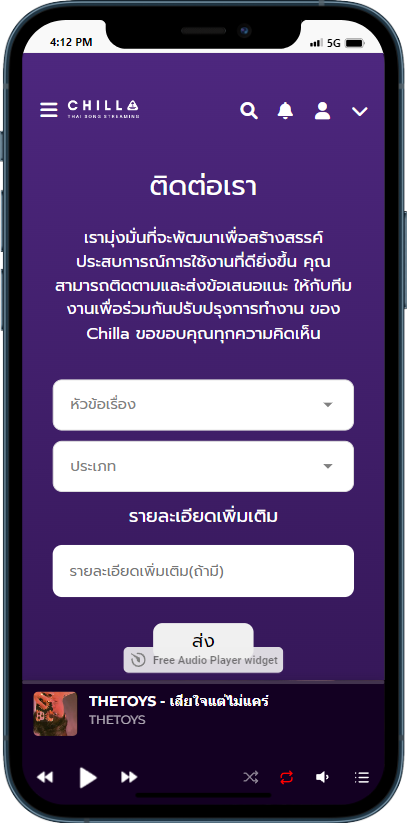 4:12 PM
5G
CHILLA
THAI SONG STREAMING
ติดต่อเรา
เรามุ่งมั่นที่จะพัฒนาเพื่อสร้างสรรค์
ประสบการณ์การใช้งานที่ดียิ่งขึ้น คุณ
สามารถติดตามและส่งข้อเสนอแนะ ให้กับทีม
งานเพื่อร่วมกันปรับปรุงการทำงาน ของ
Chilla ขอขอบคุณทุกความคิดเห็น
หัวข้อเรื่อง
ประเภท
รายละเอียดเพิ่มเติม
รายละเอียดเพิ่มเติม(ถ้ามี)
ส่ง
Free Audio Player widget
THETOYS - เสียใจแต่ไม่แคร์
THETOYS